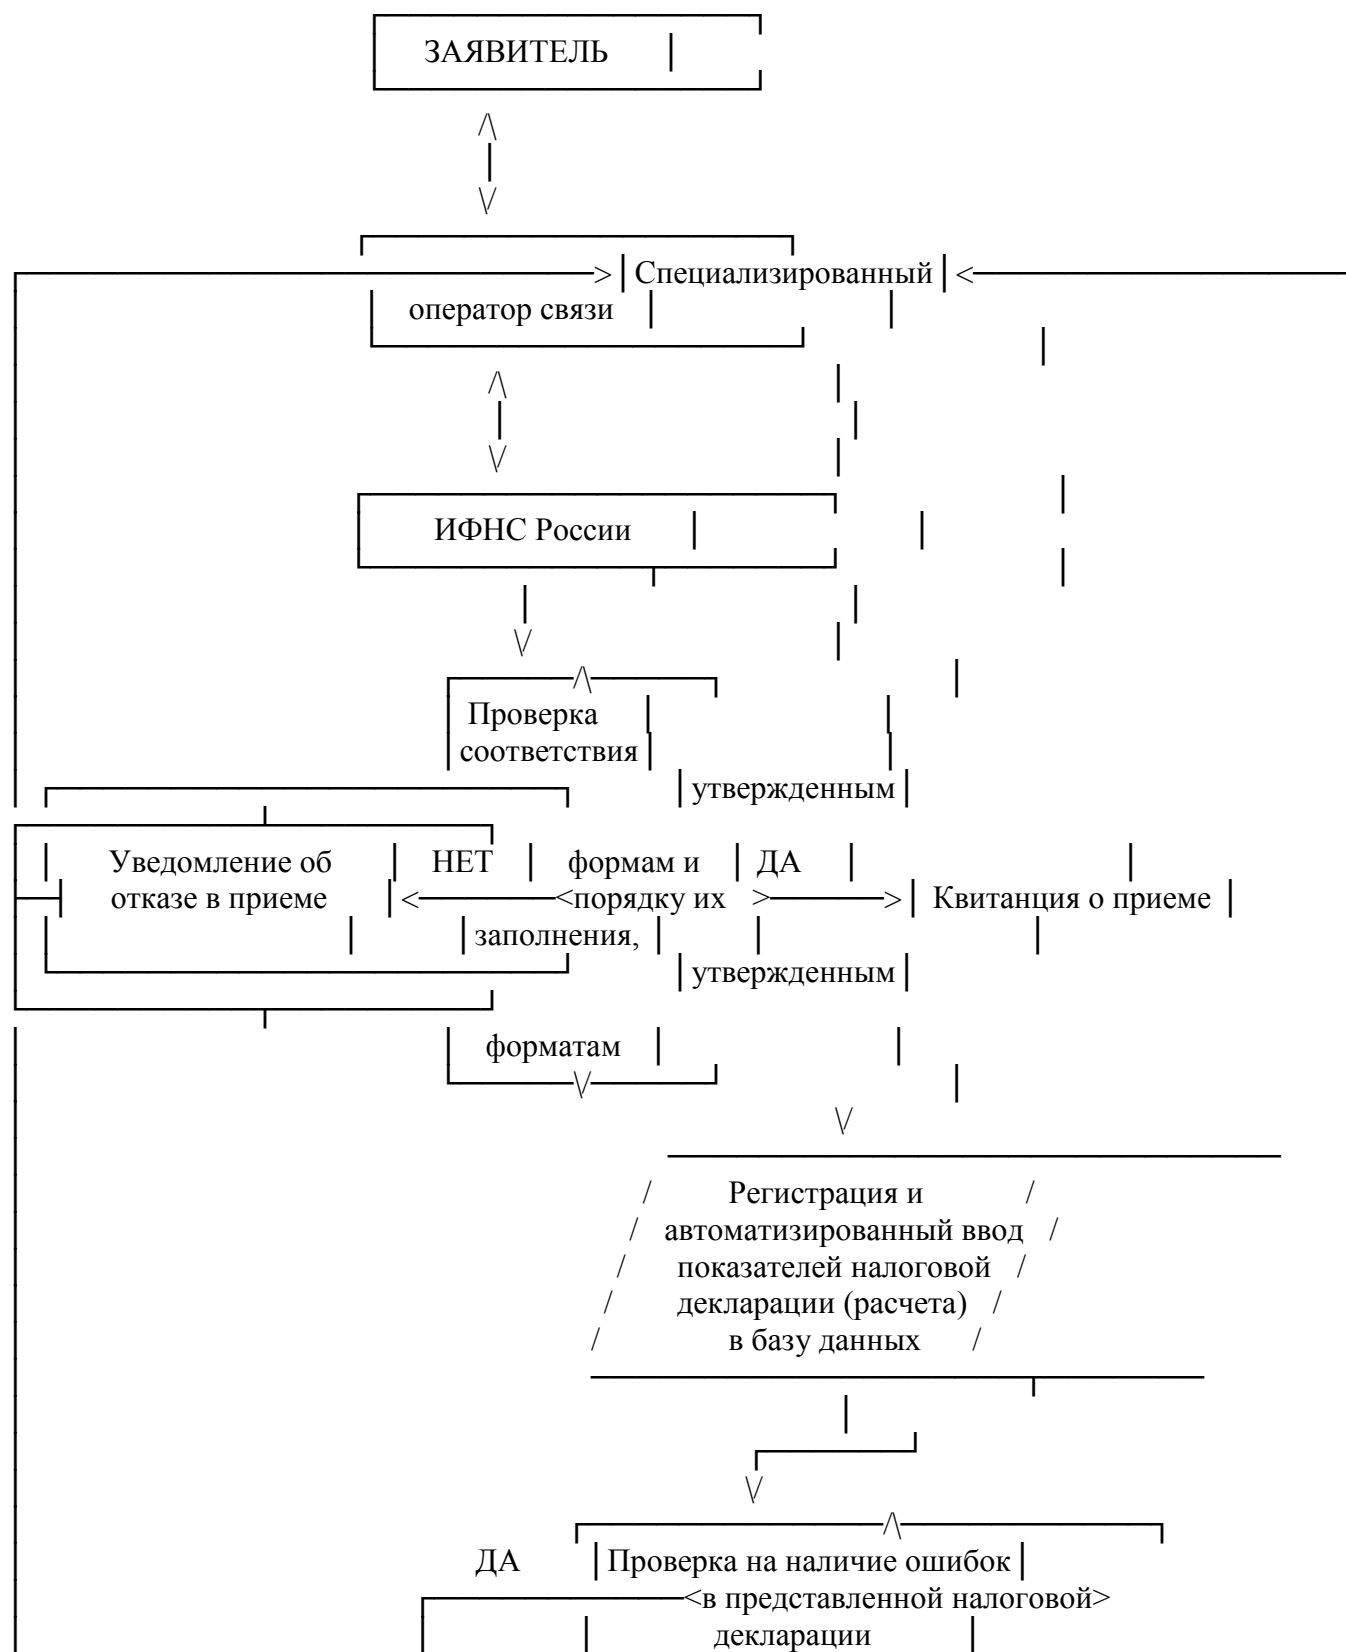 ЗАЯВИТЕЛЬ
Специализированный
оператор связи
ИФНС России
Проверка
соответствия
утвержденным
Уведомление об НЕТ формам и ДА
отказе в приеме порядку их Квитанция о приеме
заполнения,
утвержденным
форматам
Регистрация и
автоматизированный ввод
показателей налоговой
декларации (расчета)
в базу данных
ДА Проверка на наличие ошибок
в представленной налоговой
декларации